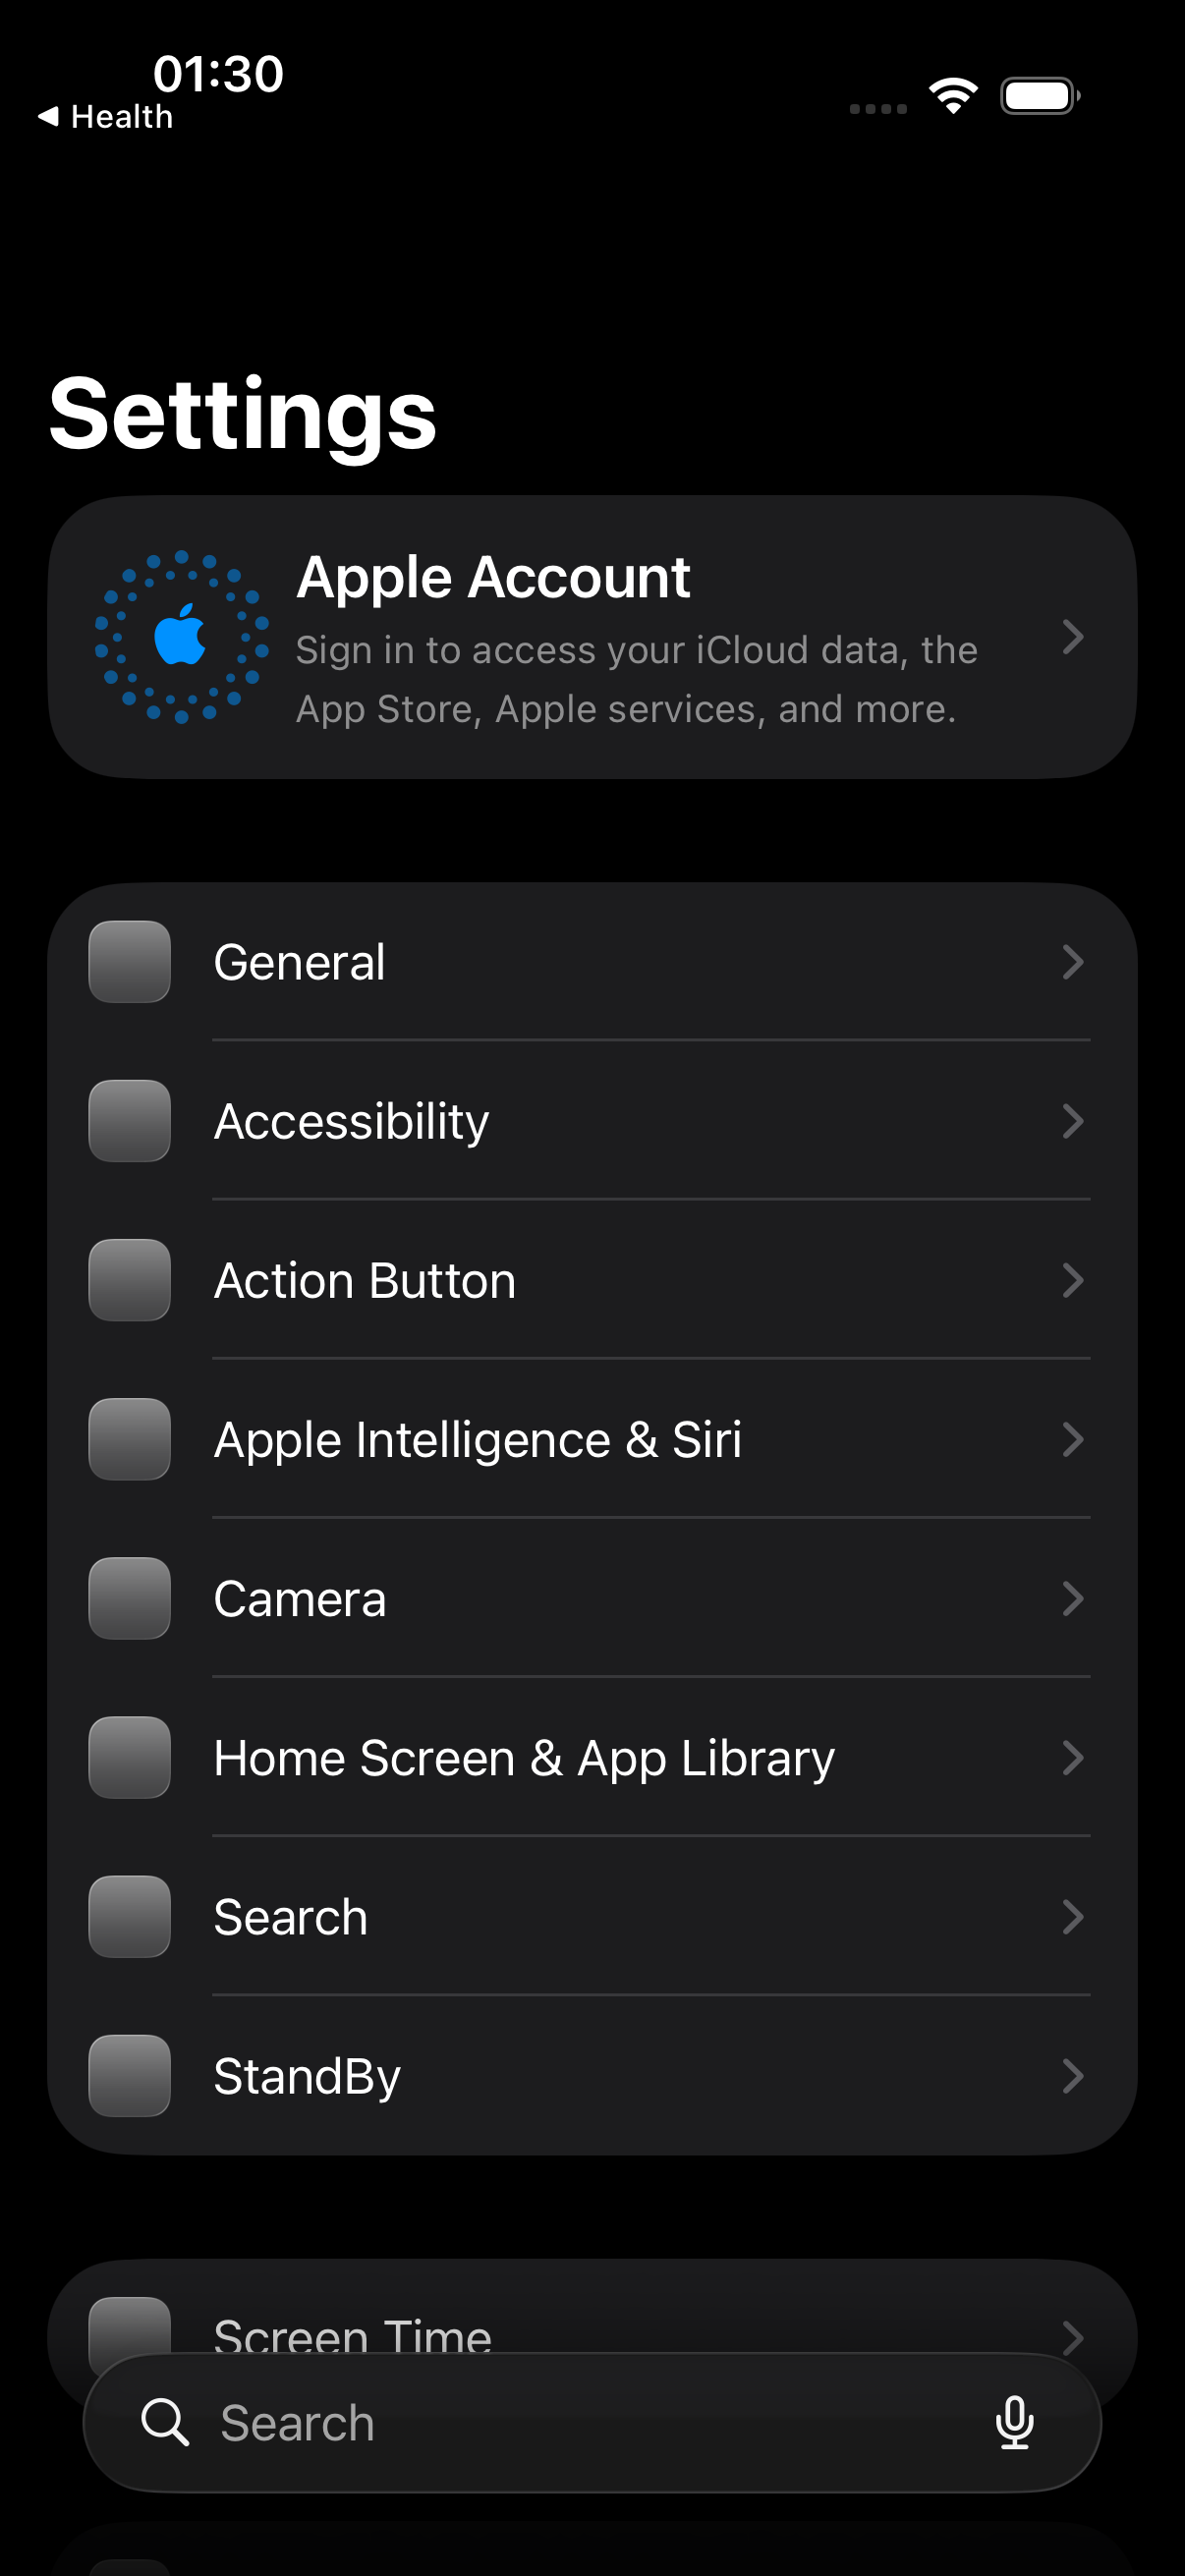 01:30
Health
Settings
Apple Account
Sign in to access your iCloud data, the
App Store, Apple services, and more.
General
Accessibility
Action Button
Apple Intelligence & Siri
Camera
Home Screen & App Library
Search
StandBy
Screen Time
Search